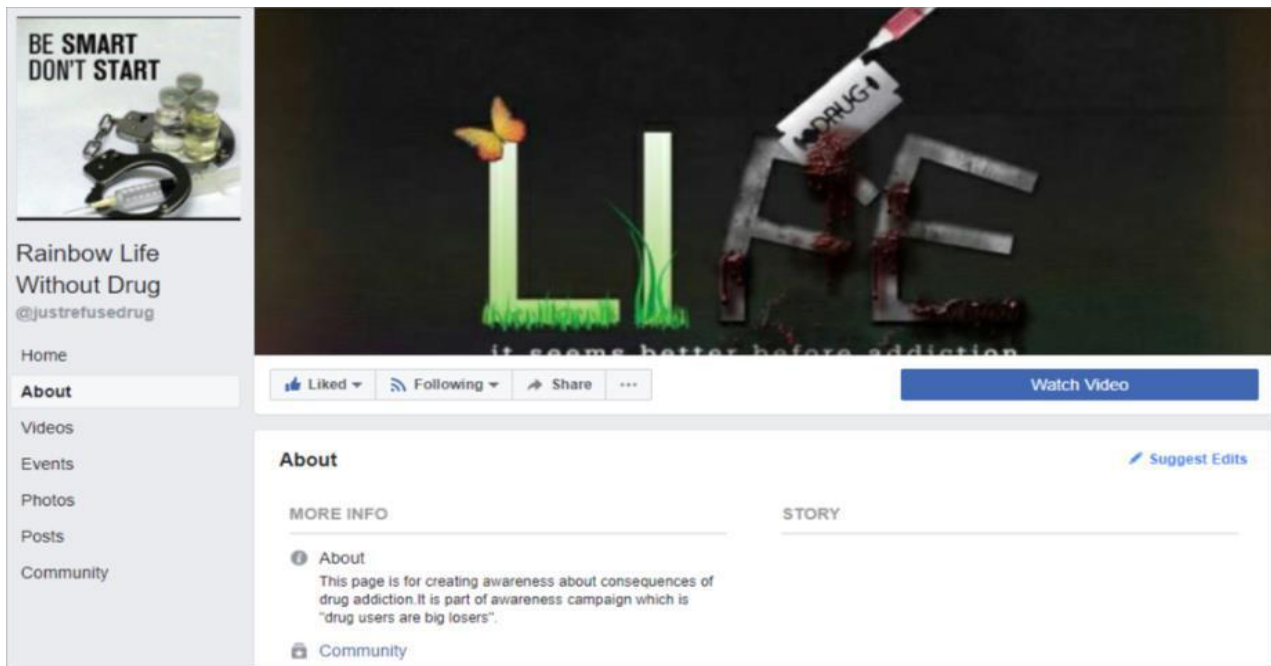 BE SMART
DON'T START
Rainbow Life
Without Drug
@justrefusedrug
Home
About
Videos
Events
Photos
Posts
Community
DRUG
LIFE
it seems better before addiction
Liked
Following
Share
Watch Video
About
Suggest Edits
MORE INFO
STORY
About
This page is for creating awareness about consequences of
drug addiction.It is part of awareness campaign which is
"drug users are big losers".
Community